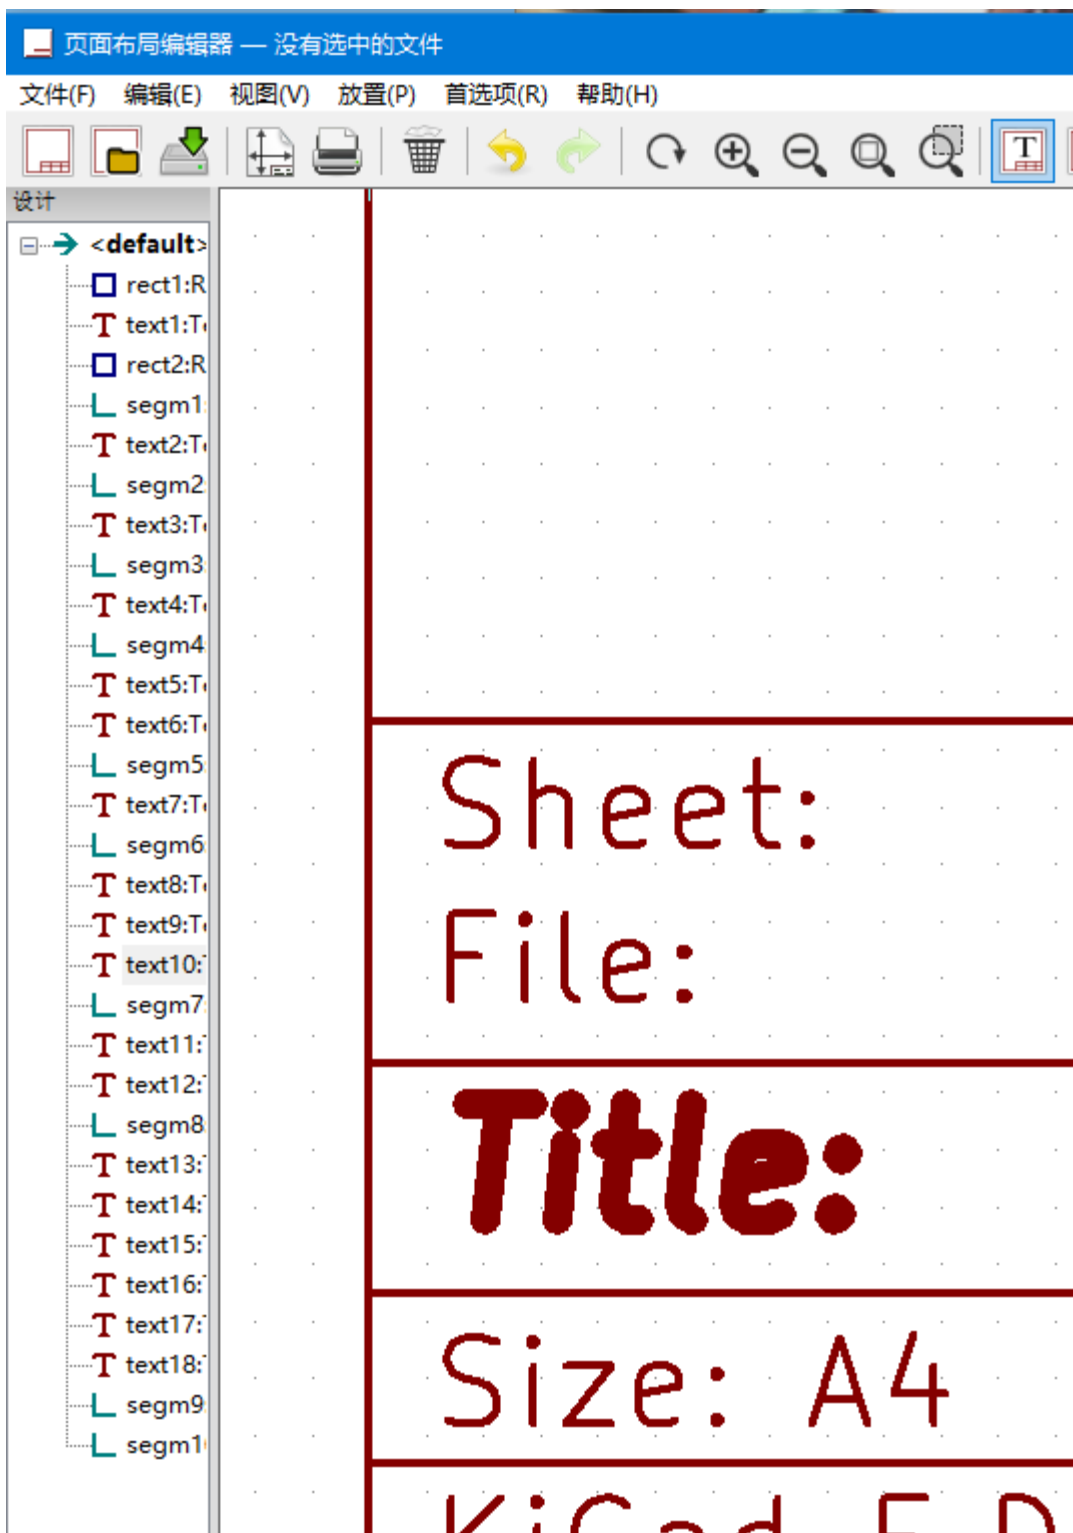 页面布局编辑器 — 没有选中的文件
文件(F) 编辑(E) 视图(V) 放置(P) 首选项(R) 帮助(H)
T
设计
<default>
rect1:R
text1:T
rect2:R
segm1
text2:T
segm2
text3:T
segm3
text4:T
segm4
text5:T
text6:T
segm5
text7:T
segm6
text8:T
text9:T
text10:
segm7
text11:
text12:
segm8
text13:
text14:
text15:
text16:
text17:
text18:
segm9
segm1
Sheet:
File:
Title:
Size: A4
KiCad E.D